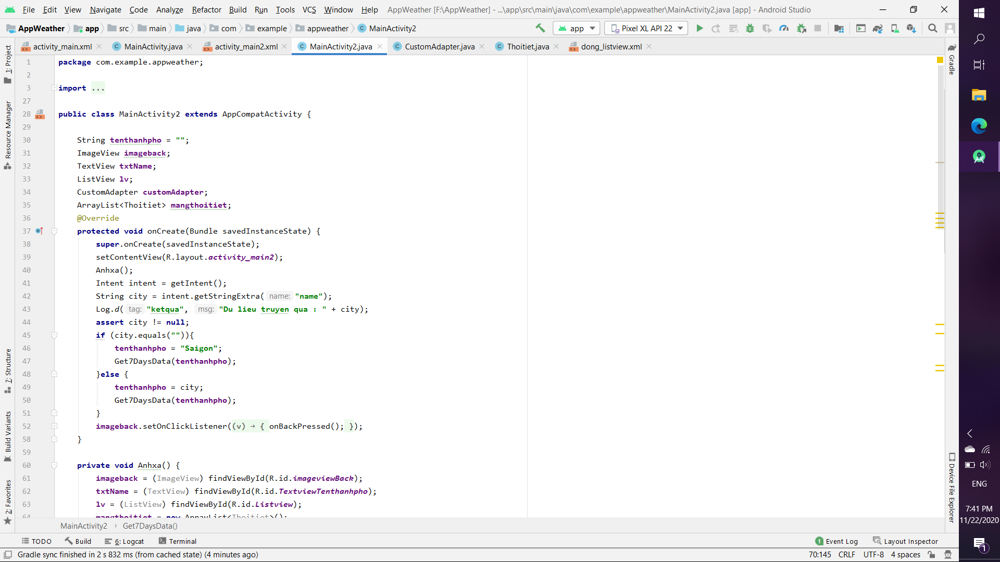 File Edit View Navigate Code Analyze Refactor Build Run Tools VCS Window Help AppWeather [F:\AppWeather] - ...\app\src\main\java\com\example\appweather\MainActivity2.java [app] - Android Studio
AppWeather app src main java com example appweather MainActivity2 app Pixel XL API 22
activity_main.xml MainActivity.java activity_main2.xml MainActivity2.java CustomAdapter.java Thoitiet.java dong_listview.xml
1: Project
Resource Manager
7: Structure
Build Variants
2: Favorites
1 package com.example.appweather;
2
3 import ...
27
28 public class MainActivity2 extends AppCompatActivity {
29
30 String tenthanhpho = "";
31 ImageView imageback;
32 TextView txtName;
33 ListView lv;
34 CustomAdapter customAdapter;
35 ArrayList<Thoitiet> mangthoitiet;
36 @Override
37 protected void onCreate(Bundle savedInstanceState) {
38 super.onCreate(savedInstanceState);
39 setContentView(R.layout.activity_main2);
40 Anhxa();
41 Intent intent = getIntent();
42 String city = intent.getStringExtra( name: "name");
43 Log.d( tag: "ketqua", msg: "Du lieu truyen qua : " + city);
44 assert city != null;
45 if (city.equals("")){
46 tenthanhpho = "Saigon";
47 Get7DaysData(tenthanhpho);
48 }else {
49 tenthanhpho = city;
50 Get7DaysData(tenthanhpho);
51 }
52 imageback.setOnClickListener((v) → { onBackPressed(); });
58 }
59
60 private void Anhxa() {
61 imageback = (ImageView) findViewById(R.id.imageviewBack);
62 txtName = (TextView) findViewById(R.id.TextviewTenthanhpho);
63 lv = (ListView) findViewById(R.id.Listview);
64 mangthoitiet = new ArrayList<Thoitiet>();
Gradle
Device File Explorer
MainActivity2 › Get7DaysData()
TODO Build 6: Logcat Terminal 1 Event Log Layout Inspector
Gradle sync finished in 2 s 832 ms (from cached state) (4 minutes ago) 70:145 CRLF UTF-8 4 spaces
ENG
7:41 PM
11/22/2020
1